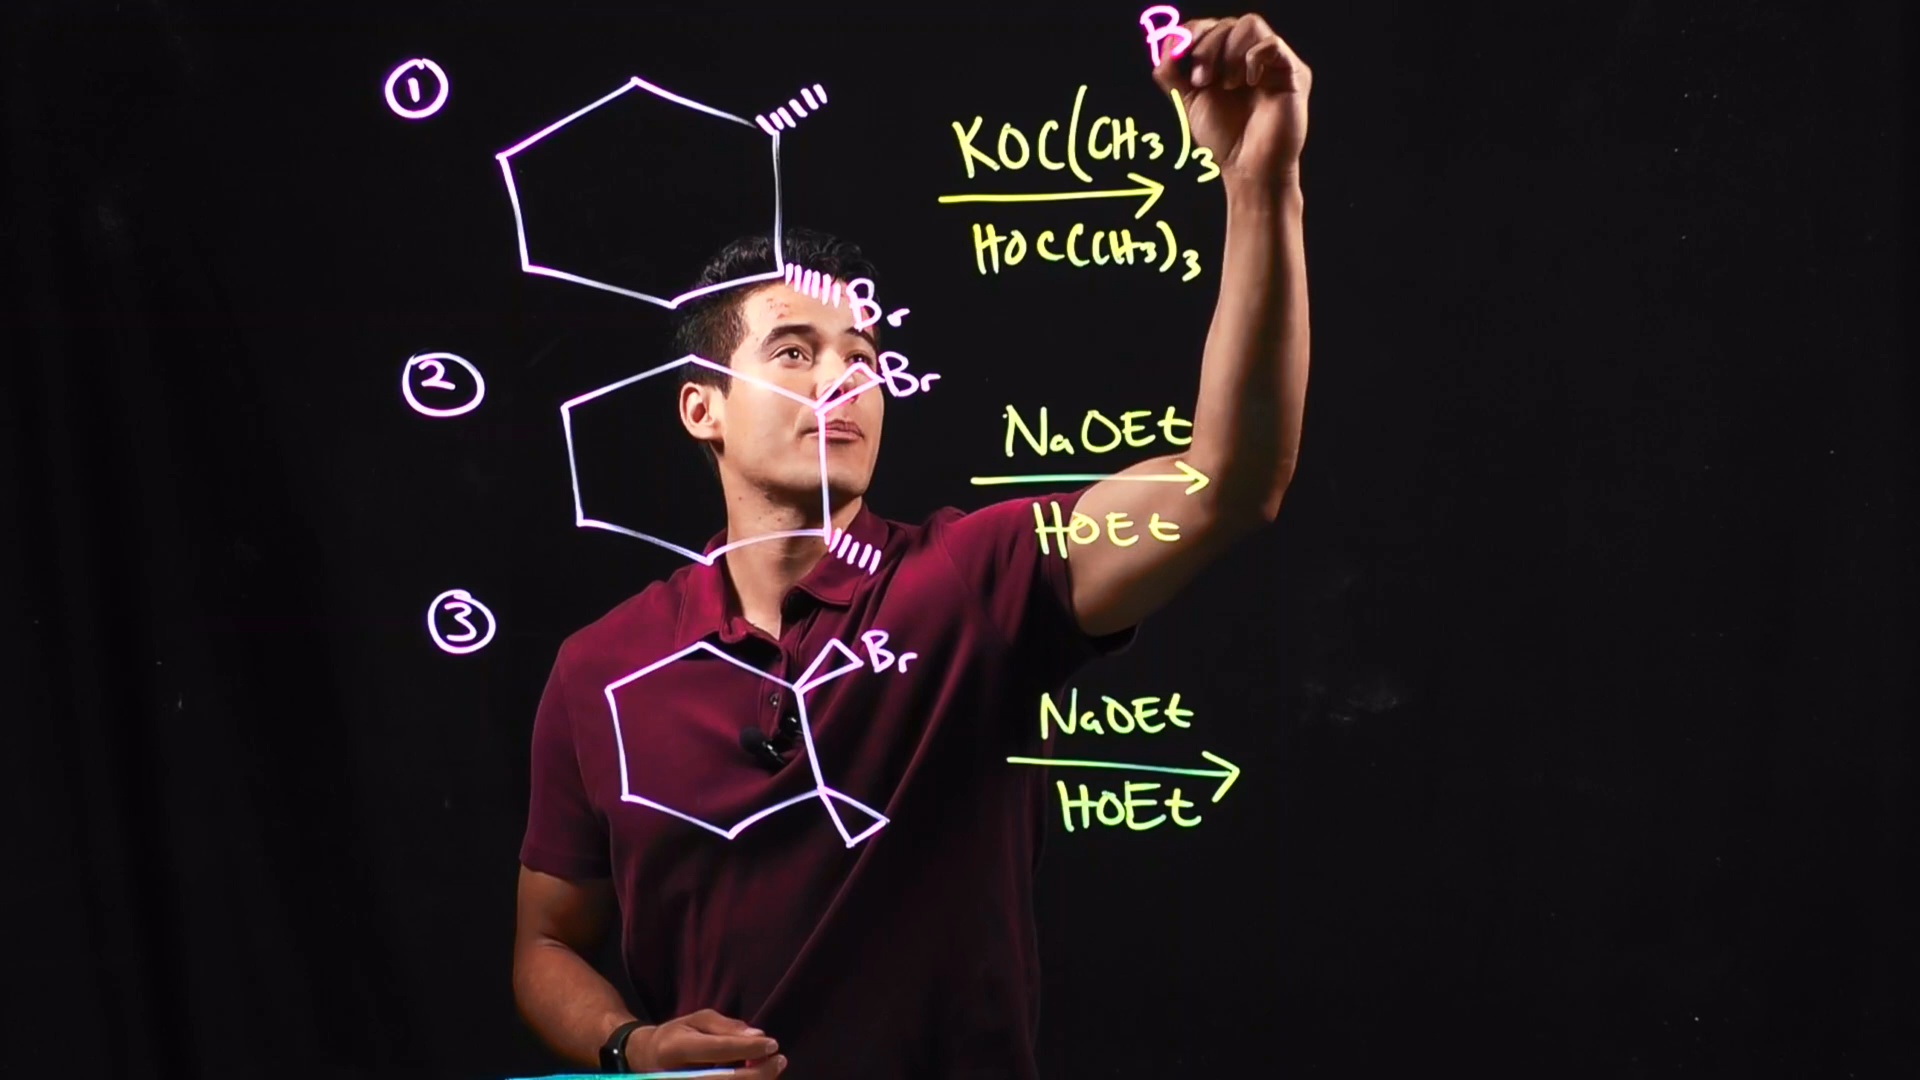 B
①
KOC(CH3)3
HOC(CH3)3
Br
②
Br
NaOEt
HOEt
③
Br
NaOEt
HOEt